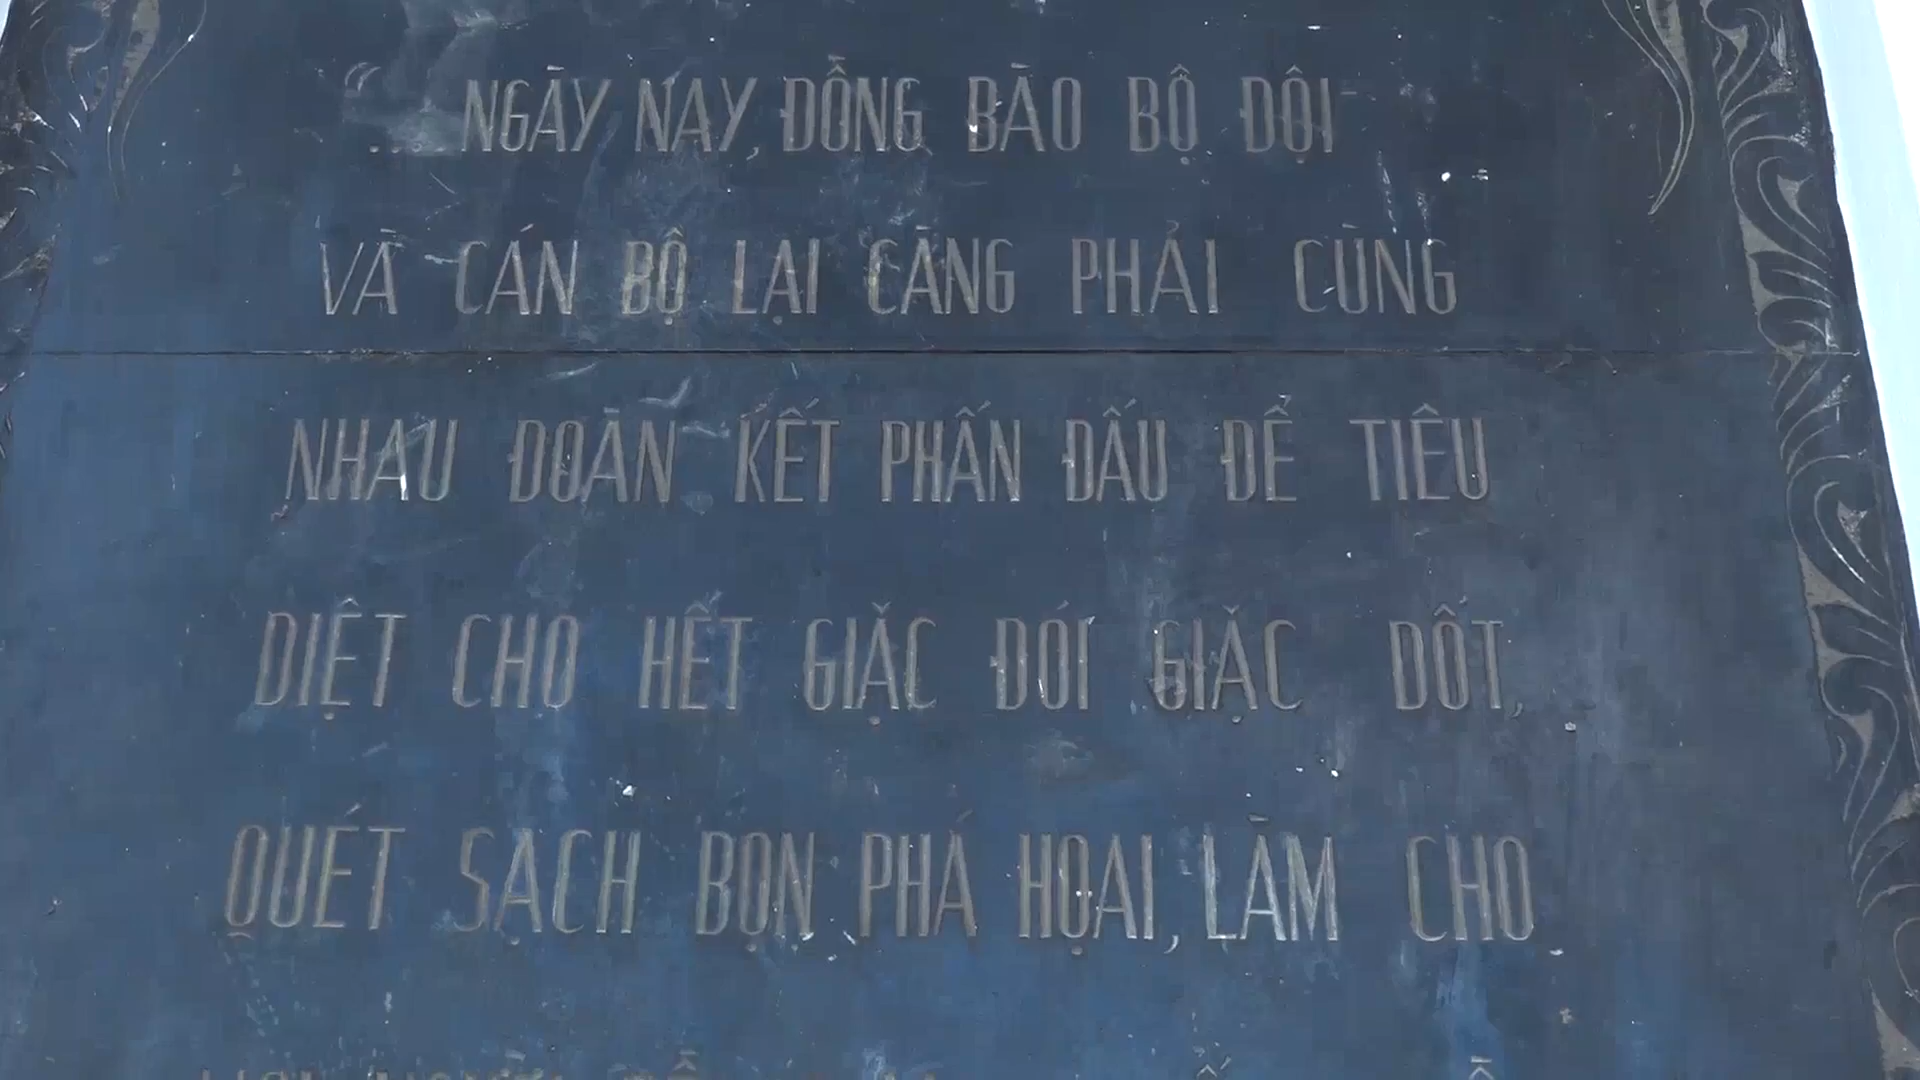 “... NGÀY NAY, ĐỒNG BÀO BỘ ĐỘI
VÀ CÁN BỘ LẠI CÀNG PHẢI CÙNG
NHAU ĐOÀN KẾT PHẤN ĐẤU ĐỂ TIÊU
DIỆT CHO HẾT GIẶC ĐÓI GIẶC DỐT,
QUÉT SẠCH BỌN PHÁ HOẠI, LÀM CHO